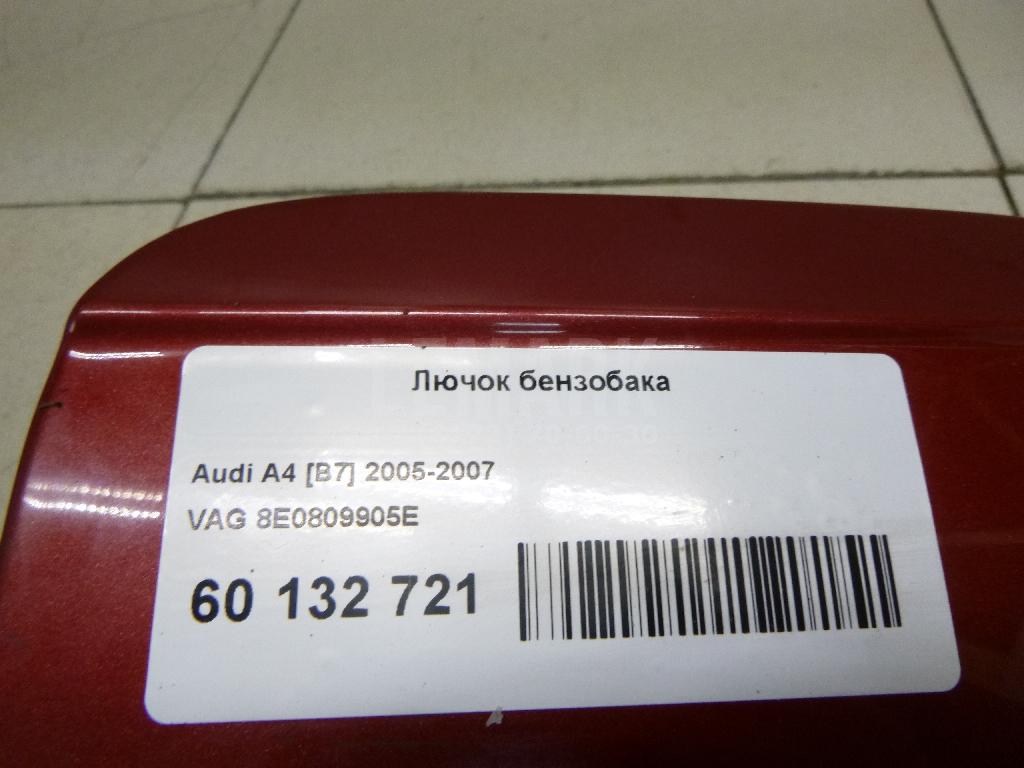 Лючок бензобака
Audi A4 [B7] 2005-2007
VAG 8E0809905E
60 132 721